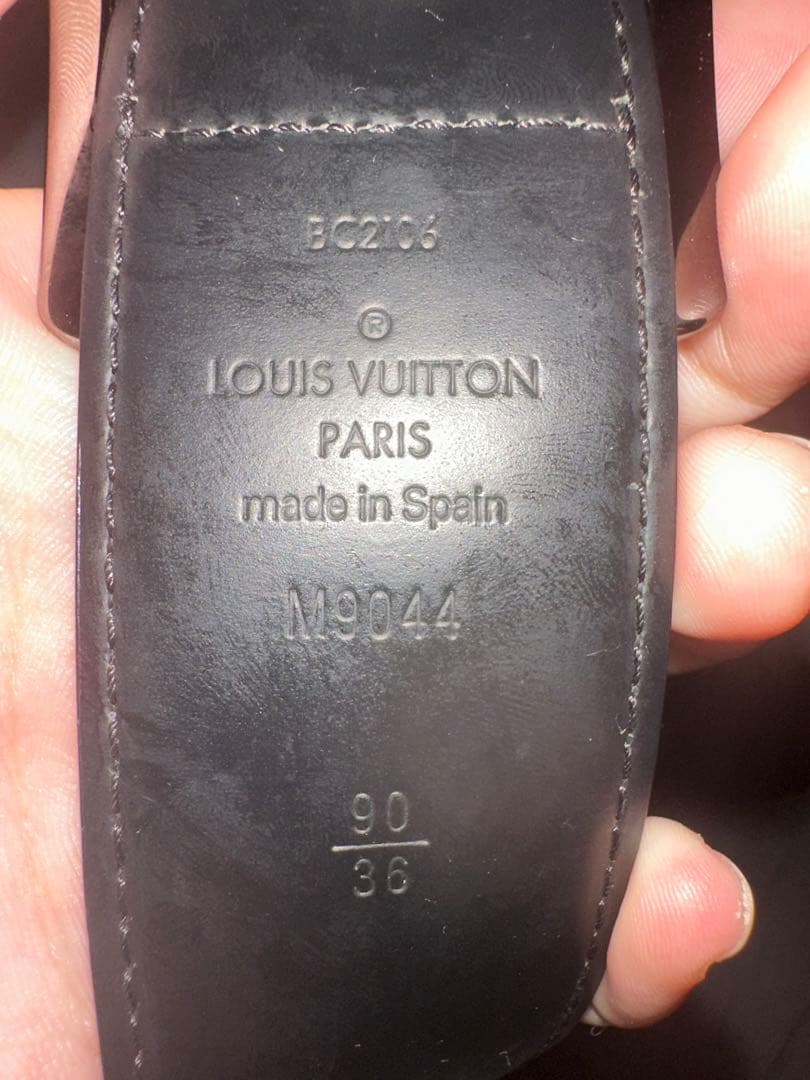 BC2106
®
LOUIS VUITTON
PARIS
made in Spain
M9044
90
36